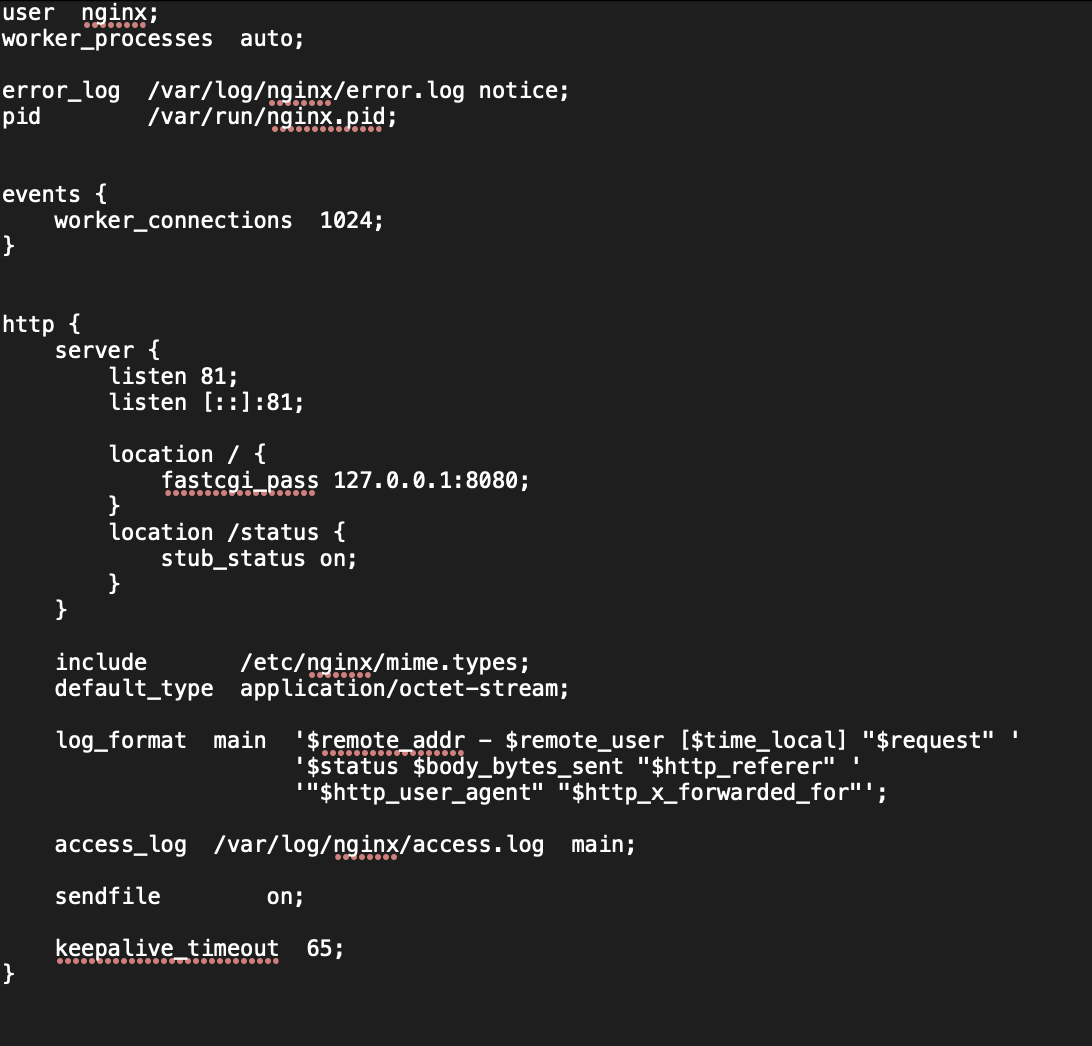 user  nginx;
worker_processes  auto;

error_log  /var/log/nginx/error.log notice;
pid        /var/run/nginx.pid;


events {
    worker_connections  1024;
}


http {
    server {
        listen 81;
        listen [::]:81;

        location / {
            fastcgi_pass 127.0.0.1:8080;
        }
        location /status {
            stub_status on;
        }
    }

    include       /etc/nginx/mime.types;
    default_type  application/octet-stream;

    log_format  main  '$remote_addr - $remote_user [$time_local] "$request" '
                      '$status $body_bytes_sent "$http_referer" '
                      '"$http_user_agent" "$http_x_forwarded_for"';

    access_log  /var/log/nginx/access.log  main;

    sendfile        on;

    keepalive_timeout  65;
}